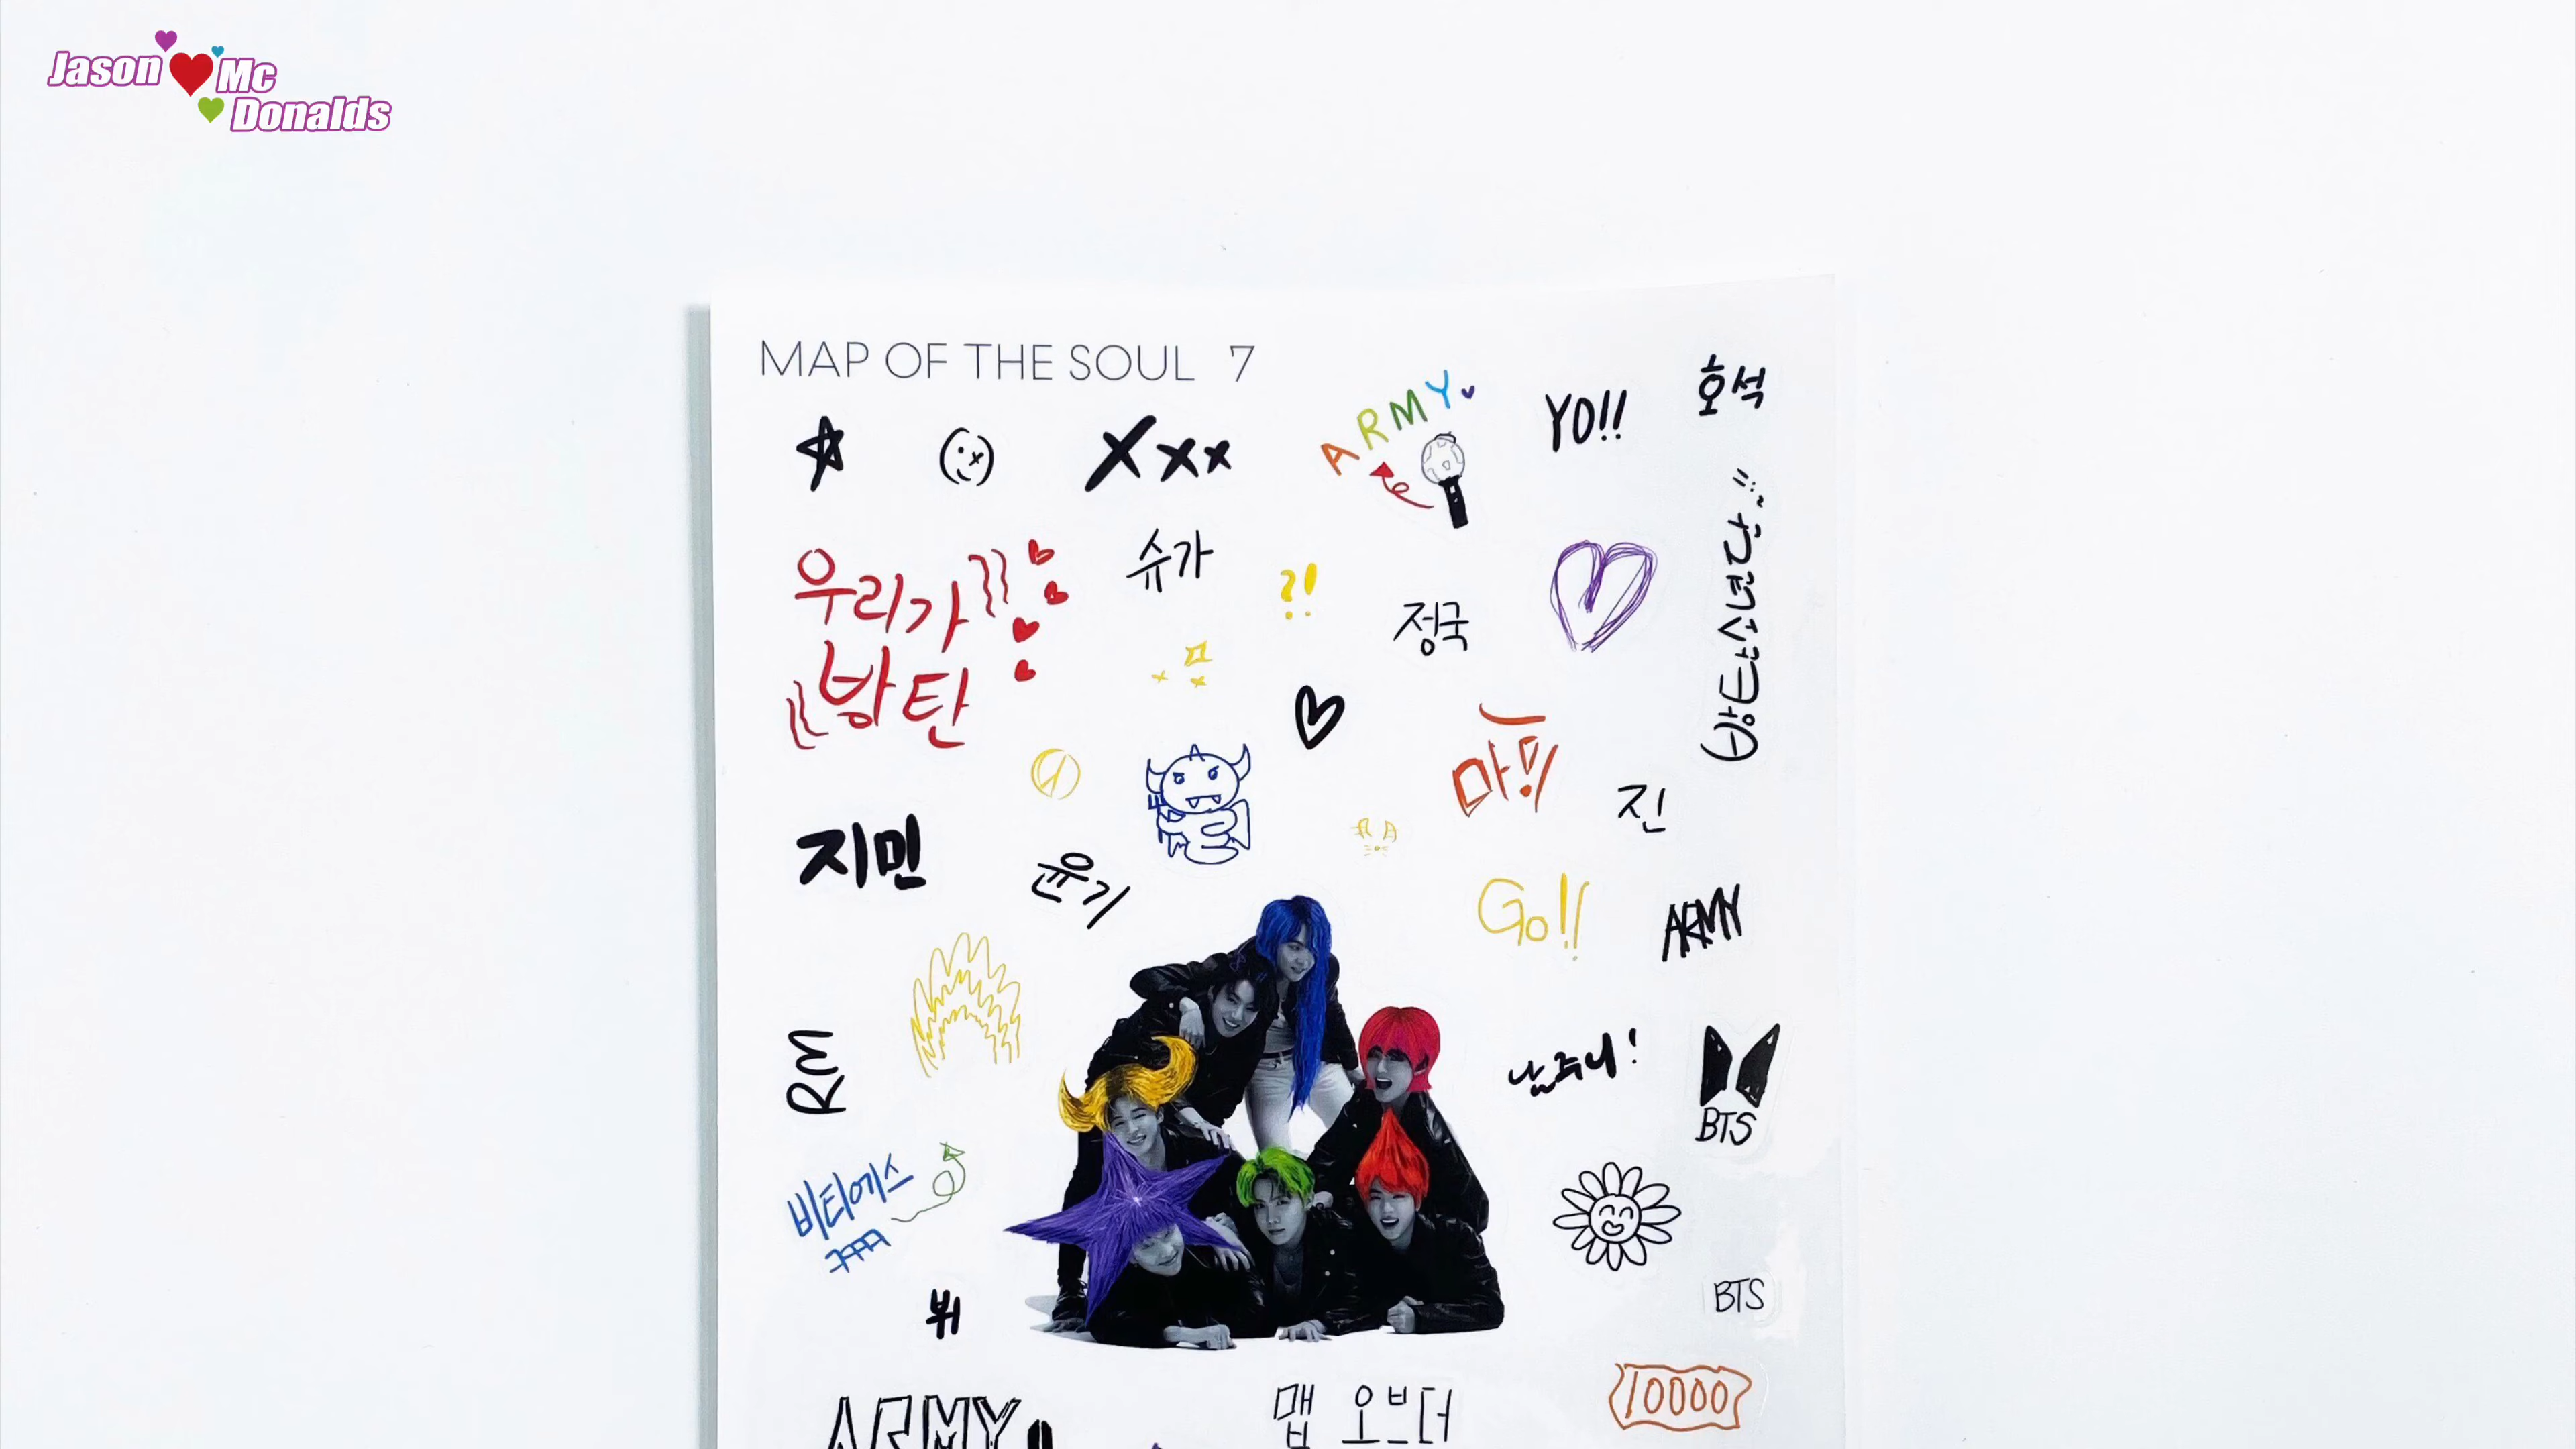 Jason Mc
Donalds
MAP OF THE SOUL 7
ARMY
YO!!
호석
Xxx
우리가
방탄
슈가
?!
정국
방탄소년단
지민
윤기
진
Go!!
ARMY
RM
BTS
비티에스
뷔
BTS
ARMY
맵 오브더
10000